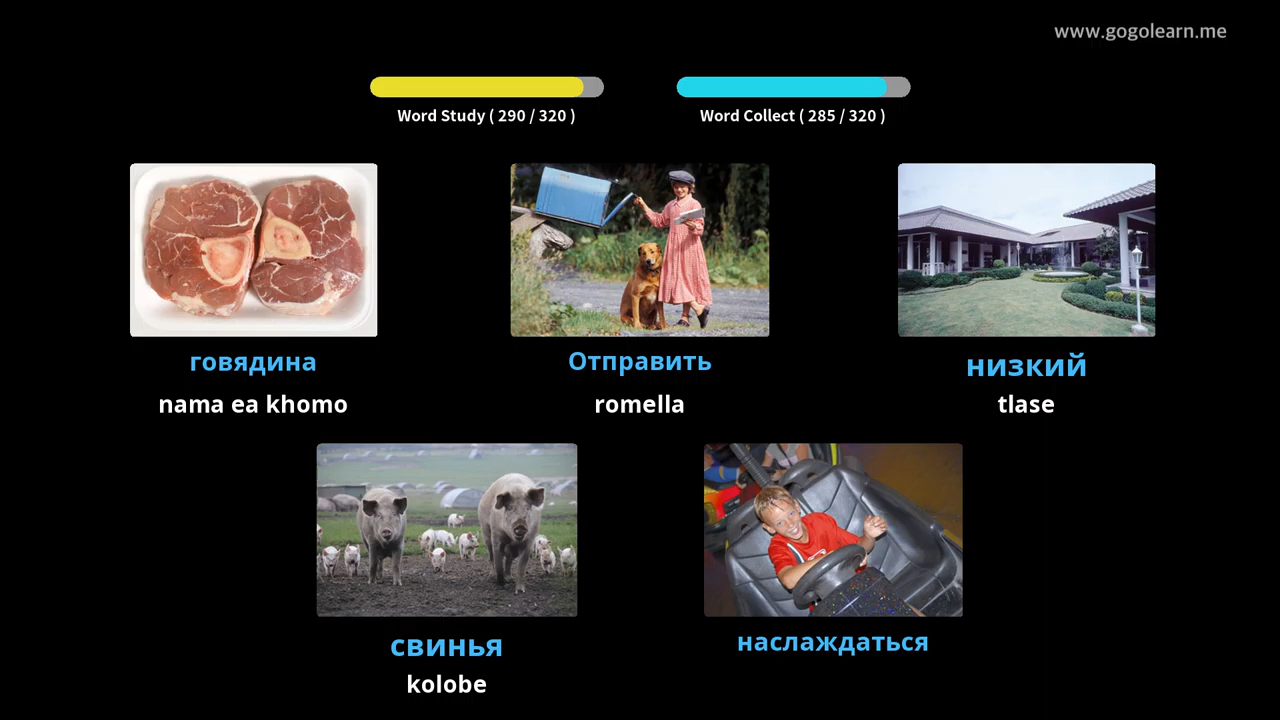 www.gogolearn.me
Word Study ( 290 / 320 )
Word Collect ( 285 / 320 )
говядина
nama ea khomo
Отправить
romella
низкий
tlase
свинья
kolobe
наслаждаться